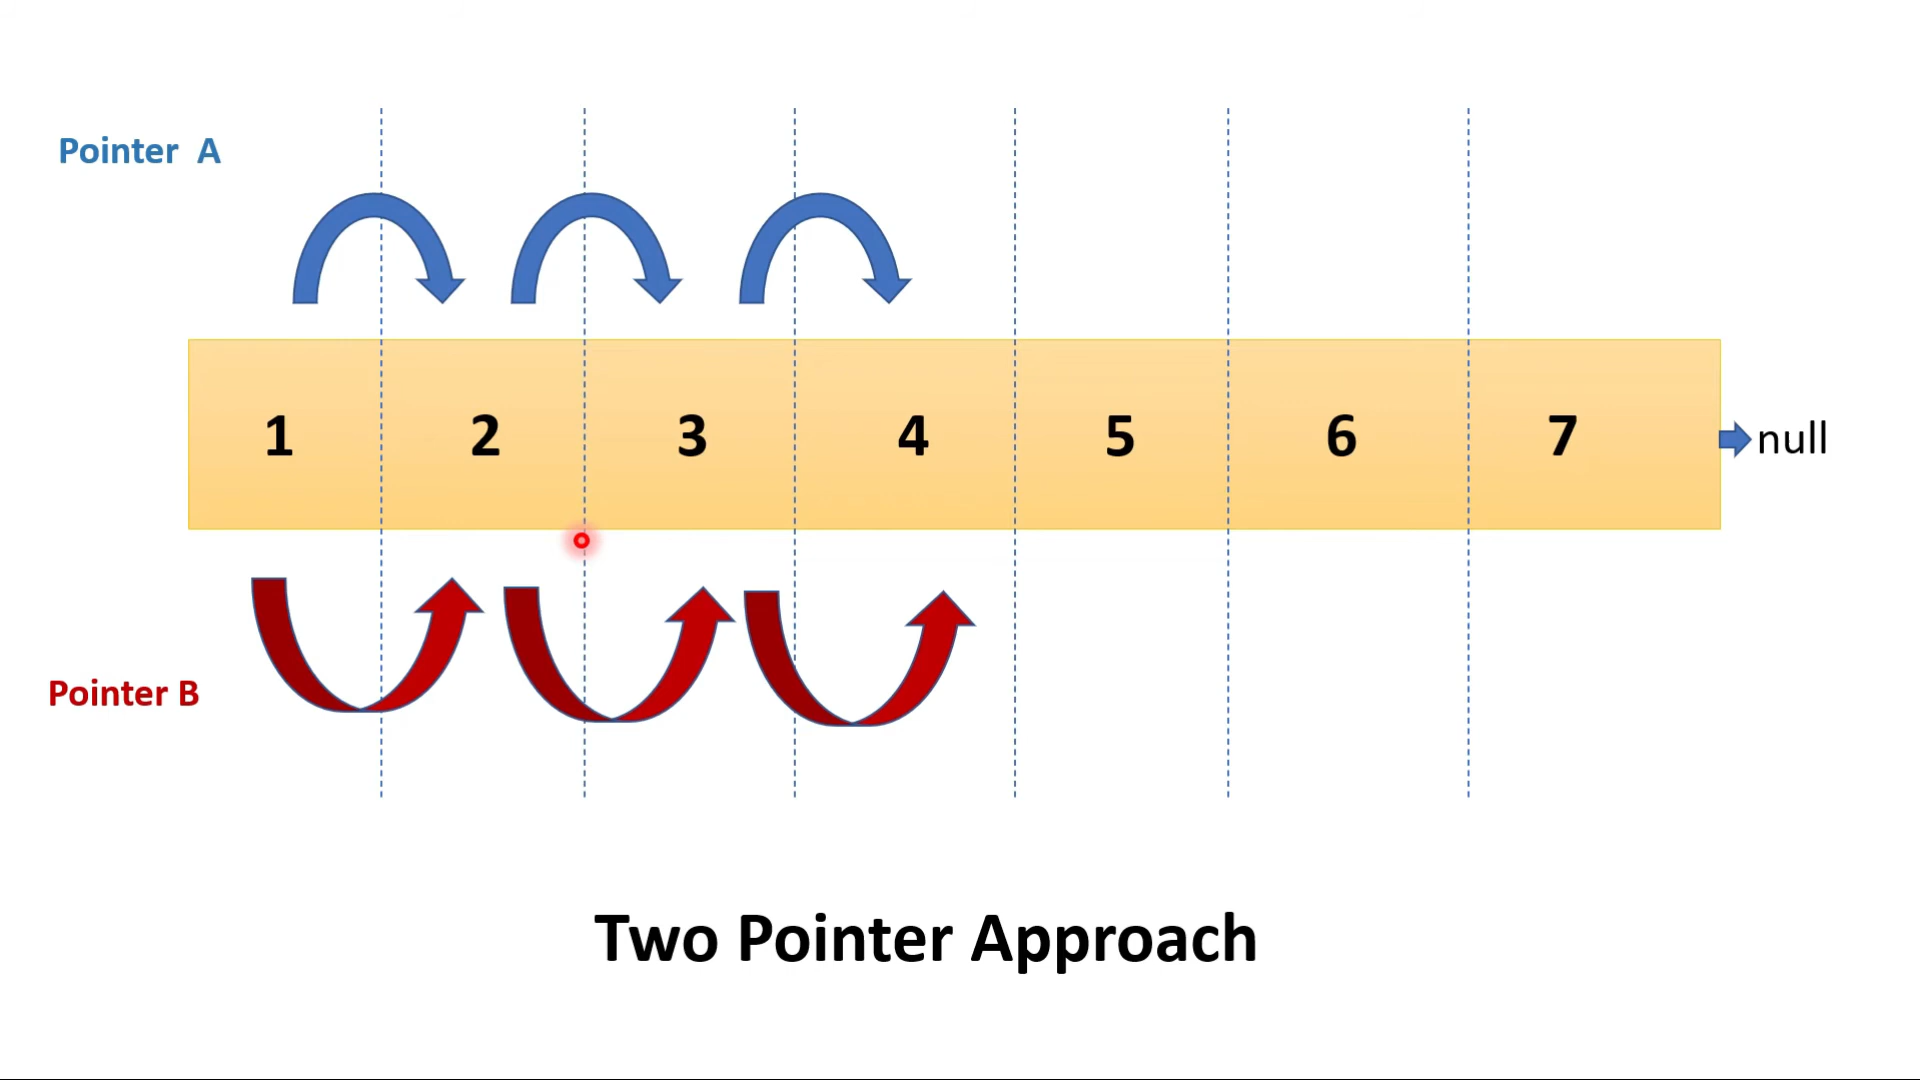 Pointer A
1 2 3 4 5 6 7 null
Pointer B
Two Pointer Approach